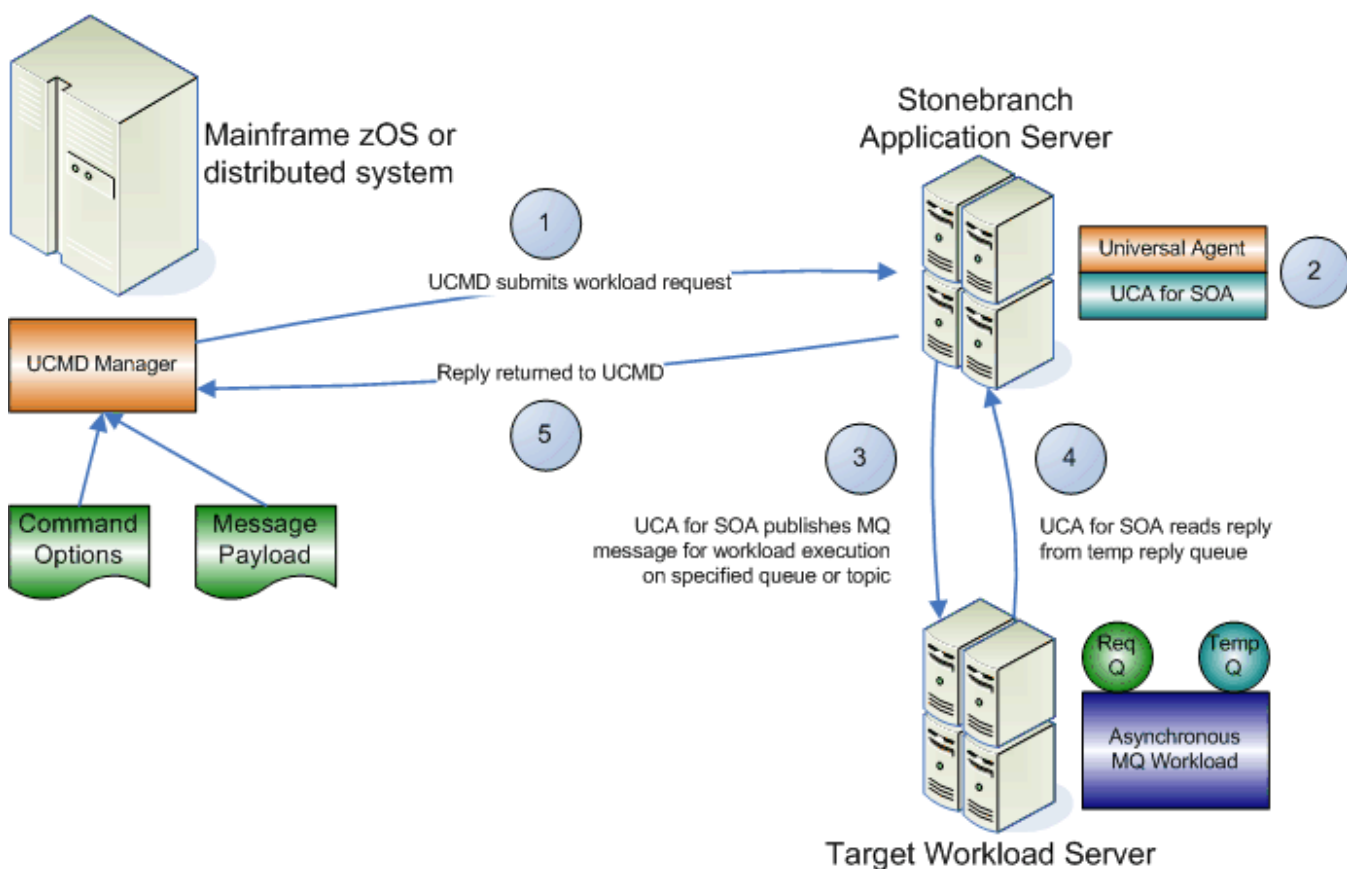 Mainframe zOS or
distributed system
Stonebranch
Application Server
1
UCMD submits workload request
Universal Agent
UCA for SOA
2
UCMD Manager
Reply returned to UCMD
5
3
4
Command
Options
Message
Payload
UCA for SOA publishes MQ
message for workload execution
on specified queue or topic
UCA for SOA reads reply
from temp reply queue
Req
Q
Temp
Q
Asynchronous
MQ Workload
Target Workload Server